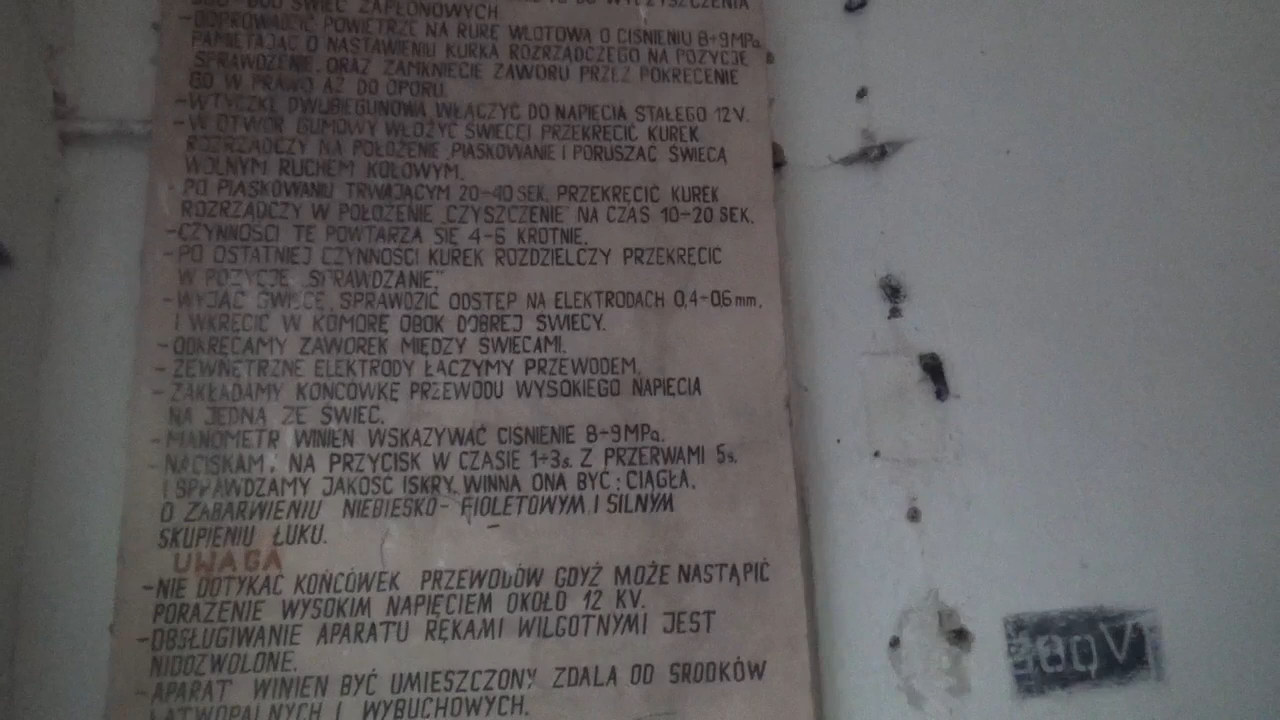 500-600 ŚWIEC ZAPŁONOWYCH
-ODPROWADZIĆ POWIETRZE NA RURĘ WLOTOWĄ O CIŚNIENIU 8÷9MPa
PAMIĘTAJĄC O NASTAWIENIU KURKA ROZRZĄDCZEGO NA POZYCJĘ
SPRAWDZENIE, ORAZ ZAMKNIĘCIE ZAWORU PRZEZ POKRĘCENIE
GO W PRAWO AŻ DO OPORU.
-WTYCZKĘ DWUBIEGUNOWĄ WŁĄCZYĆ DO NAPIĘCIA STAŁEGO 12V.
-W OTWÓR GUMOWY WŁOŻYĆ ŚWIECĘ I PRZEKRĘCIĆ KUREK
ROZRZĄDCZY NA POŁOŻENIE „PIASKOWANIE I PORUSZAĆ ŚWIECĄ
WOLNYM RUCHEM KOŁOWYM.
- PO PIASKOWANIU TRWAJĄCYM 20-40 SEK. PRZEKRĘCIĆ KUREK
ROZRZĄDCZY W POŁOŻENIE „CZYSZCZENIE" NA CZAS 10-20 SEK.
-CZYNNOŚCI TE POWTARZA SIĘ 4-6 KROTNIE.
-PO OSTATNIEJ CZYNNOŚCI KUREK ROZDZIELCZY PRZEKRĘCIĆ
W POZYCJĘ „SPRAWDZANIE."
-WYJĄĆ ŚWIECĘ, SPRAWDZIĆ ODSTĘP NA ELEKTRODACH 0,4÷0,6mm.
I WKRĘCIĆ W KOMORĘ OBOK DOBREJ ŚWIECY.
-ODKRĘCAMY ZAWOREK MIĘDZY ŚWIECAMI.
- ZEWNĘTRZNE ELEKTRODY ŁĄCZYMY PRZEWODEM.
- ZAKŁADAMY KOŃCÓWKĘ PRZEWODU WYSOKIEGO NAPIĘCIA
NA JEDNĄ ZE ŚWIEC.
-MANOMETR WINIEN WSKAZYWAĆ CIŚNIENIE 8÷9MPa.
-NACISKAMY NA PRZYCISK W CZASIE 1÷3s. Z PRZERWAMI 5s.
I SPRAWDZAMY JAKOŚĆ ISKRY. WINNA ONA BYĆ: CIĄGŁA,
O ZABARWIENIU NIEBIESKO-FIOLETOWYM I SILNYM
SKUPIENIU ŁUKU.
UWAGA
-NIE DOTYKAĆ KOŃCÓWEK PRZEWODÓW GDYŻ MOŻE NASTĄPIĆ
PORAŻENIE WYSOKIM NAPIĘCIEM OKOŁO 12 KV.
-OBSŁUGIWANIE APARATU RĘKAMI WILGOTNYMI JEST
NIDOZWOLONE.
-APARAT WINIEN BYĆ UMIESZCZONY ZDALA OD ŚRODKÓW
ŁATWOPALNYCH I WYBUCHOWYCH.
380V